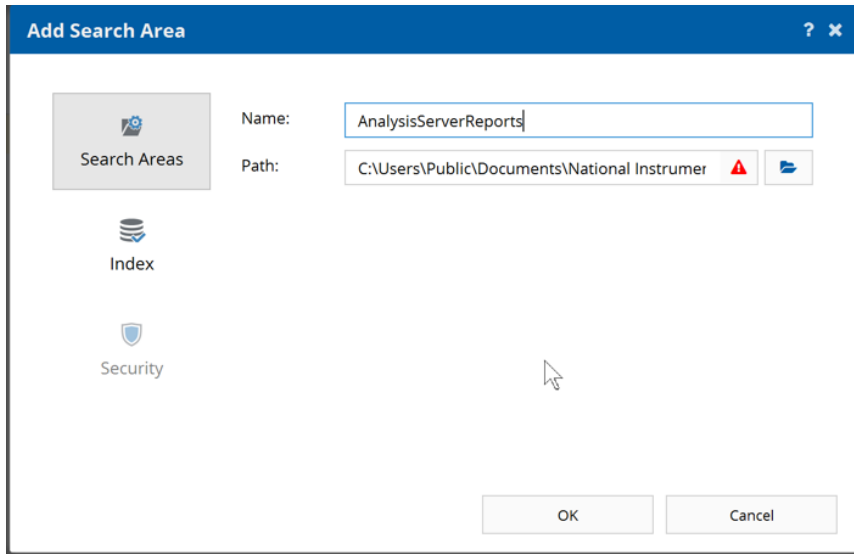 Add Search Area ?
Search Areas
Name: AnalysisServerReports
Path: C:\Users\Public\Documents\National Instrumer
Index
Security
OK Cancel